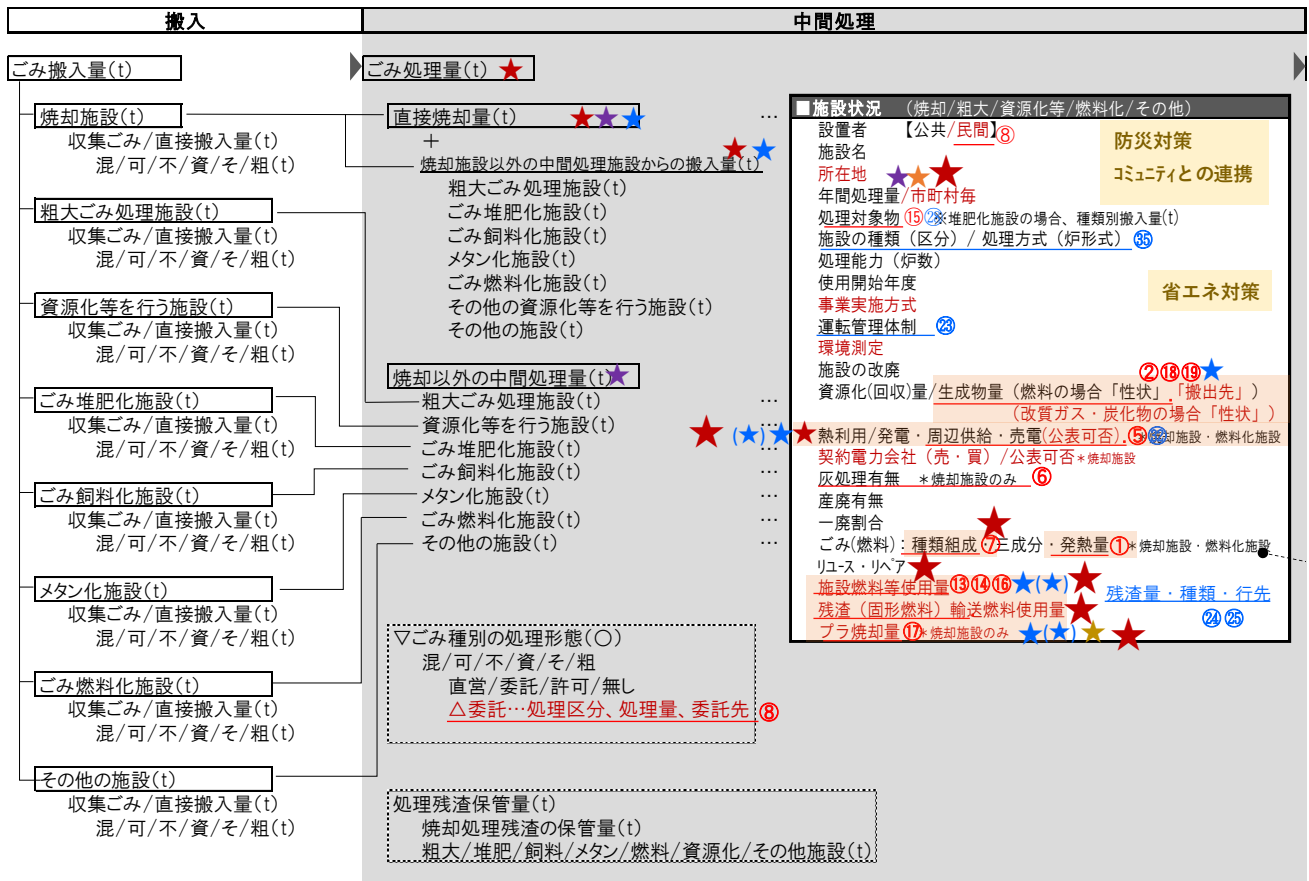 搬入
中間処理
ごみ搬入量(t)
焼却施設(t)
収集ごみ/直接搬入量(t)
混/可/不/資/そ/粗(t)
粗大ごみ処理施設(t)
収集ごみ/直接搬入量(t)
混/可/不/資/そ/粗(t)
資源化等を行う施設(t)
収集ごみ/直接搬入量(t)
混/可/不/資/そ/粗(t)
ごみ堆肥化施設(t)
収集ごみ/直接搬入量(t)
混/可/不/資/そ/粗(t)
ごみ飼料化施設(t)
収集ごみ/直接搬入量(t)
混/可/不/資/そ/粗(t)
メタン化施設(t)
収集ごみ/直接搬入量(t)
混/可/不/資/そ/粗(t)
ごみ燃料化施設(t)
収集ごみ/直接搬入量(t)
混/可/不/資/そ/粗(t)
その他の施設(t)
収集ごみ/直接搬入量(t)
混/可/不/資/そ/粗(t)
ごみ処理量(t) ★
直接焼却量(t) ★★★ …
+
焼却施設以外の中間処理施設からの搬入量(t) ★★
粗大ごみ処理施設(t)
ごみ堆肥化施設(t)
ごみ飼料化施設(t)
メタン化施設(t)
ごみ燃料化施設(t)
その他の資源化等を行う施設(t)
その他の施設(t)
焼却以外の中間処理量(t)★
粗大ごみ処理施設(t) …
資源化等を行う施設(t) …
ごみ堆肥化施設(t) …
ごみ飼料化施設(t) …
メタン化施設(t) …
ごみ燃料化施設(t) …
その他の施設(t) …
▽ごみ種別の処理形態(○)
混/可/不/資/そ/粗
直営/委託/許可/無し
△委託…処理区分、処理量、委託先 ⑧
処理残渣保管量(t)
焼却処理残渣の保管量(t)
粗大/堆肥/飼料/メタン/燃料/資源化/その他施設(t)
■施設状況 (焼却/粗大/資源化等/燃料化/その他)
設置者 【公共/民間】⑧
施設名
所在地 ★★★
年間処理量/市町村毎
処理対象物 ⑮ ※堆肥化施設の場合、種類別搬入量(t)
施設の種類（区分）/ 処理方式（炉形式） ㉟
処理能力（炉数）
使用開始年度
事業実施方式
運転管理体制 ㉓
環境測定
施設の改廃
②⑱⑲★
資源化(回収)量/生成物量（燃料の場合「性状」.「搬出先」）
（改質ガス・炭化物の場合「性状」）
★ (★) ★ ★ 熱利用/発電・周辺供給・売電(公表可否).⑤ 焼却施設・燃料化施設
契約電力会社（売・買）/公表可否＊焼却施設
灰処理有無 ＊焼却施設のみ ⑥
産廃有無
一廃割合
★
ごみ(燃料)：種類組成⑦三成分・発熱量①＊焼却施設・燃料化施設
リユース・リペア★
施設燃料等使用量⑬⑭⑯★(★)★
残渣（固形燃料）輸送燃料使用量★
プラ焼却量⑰＊焼却施設のみ ★(★)★ ★
防災対策
コミュニティとの連携
省エネ対策
残渣量・種類・行先
㉔㉕